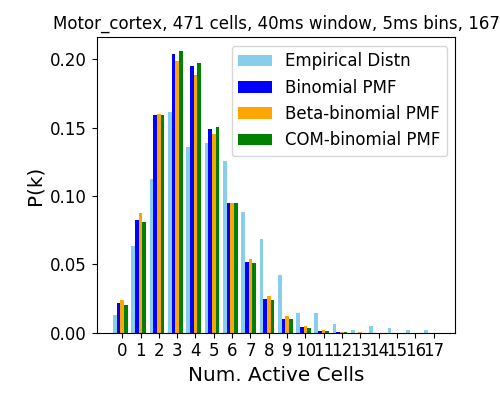 Motor_cortex, 471 cells, 40ms window, 5ms bins, 167
Empirical Distn
Binomial PMF
Beta-binomial PMF
COM-binomial PMF
P(k)
0.20
0.15
0.10
0.05
0.00
0 1 2 3 4 5 6 7 8 9 10 11 12 13 14 15 16 17
Num. Active Cells